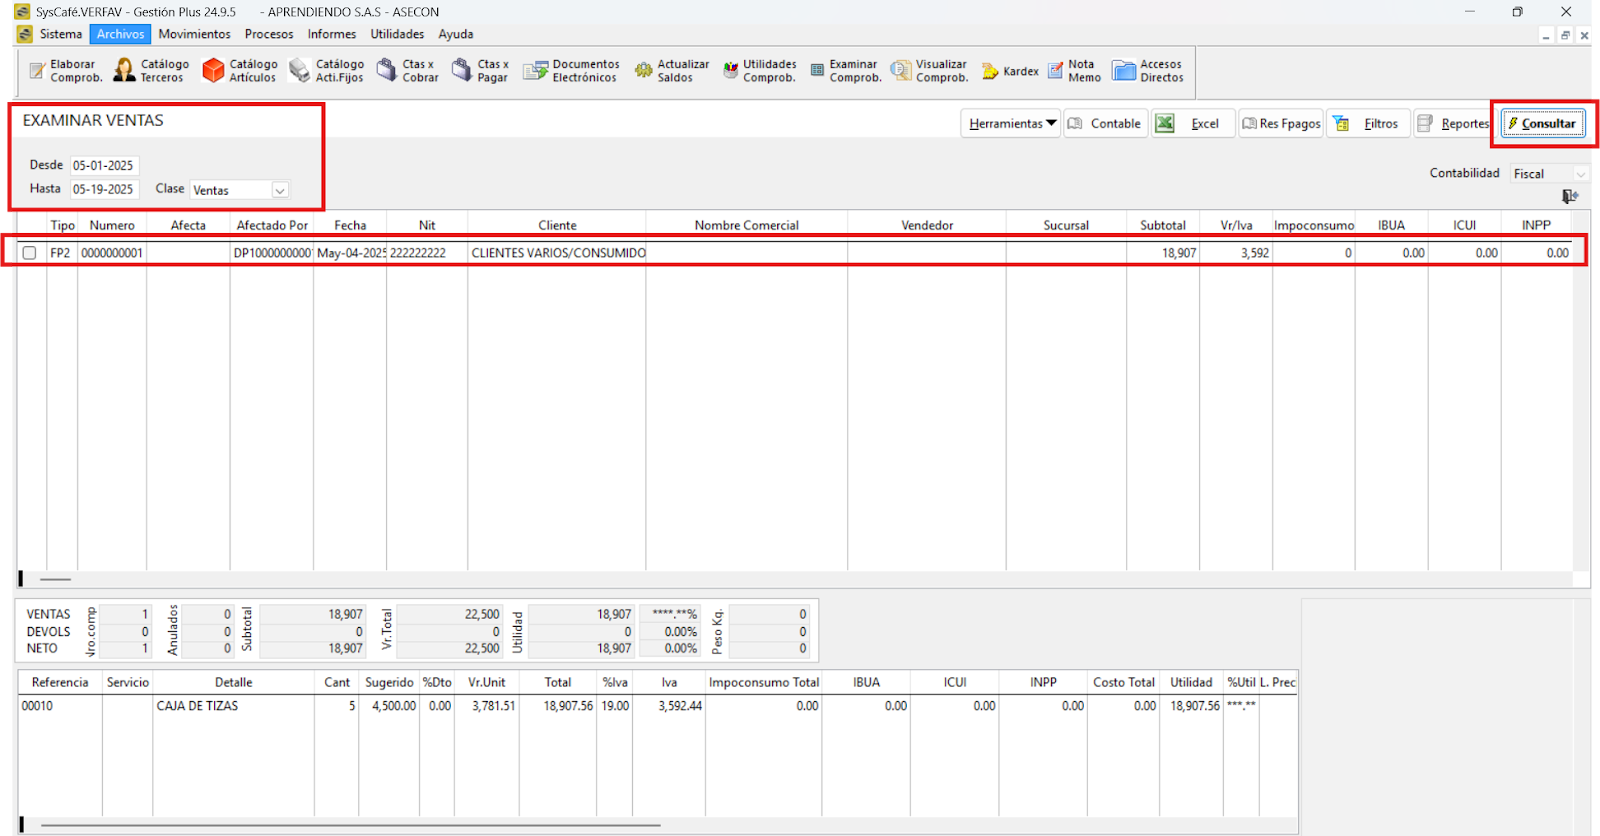 SysCafé.VERFAV - Gestión Plus 24.9.5 - APRENDIENDO S.A.S - ASECON
Sistema Archivos Movimientos Procesos Informes Utilidades Ayuda
Elaborar Comprob. Catálogo Terceros Catálogo Artículos Catálogo Acti.Fijos Ctas x Cobrar Ctas x Pagar Documentos Electrónicos Actualizar Saldos Utilidades Comprob. Examinar Comprob. Visualizar Comprob. Kardex Nota Memo Accesos Directos
EXAMINAR VENTAS
Herramientas Contable Excel Res Fpagos Filtros Reportes Consultar
Desde 05-01-2025
Hasta 05-19-2025 Clase Ventas
Contabilidad Fiscal
Tipo Numero Afecta Afectado Por Fecha Nit Cliente Nombre Comercial Vendedor Sucursal Subtotal Vr/Iva Impoconsumo IBUA ICUI INPP
FP2 0000000001 DP1000000000 May-04-2025 222222222 CLIENTES VARIOS/CONSUMIDO 18,907 3,592 0 0.00 0.00 0.00
VENTAS Nro.comp 1 Anulados 0 Subtotal 18,907 Vr.Total 22,500 Utilidad 18,907 ****.**% Peso Kg. 0
DEVOLS 0 0 0 0 0 0.00% 0
NETO 1 0 18,907 22,500 18,907 0.00% 0
Referencia Servicio Detalle Cant Sugerido %Dto Vr.Unit Total %Iva Iva Impoconsumo Total IBUA ICUI INPP Costo Total Utilidad %Util L. Prec
00010 CAJA DE TIZAS 5 4,500.00 0.00 3,781.51 18,907.56 19.00 3,592.44 0.00 0.00 0.00 0.00 0.00 18,907.56 ***.**